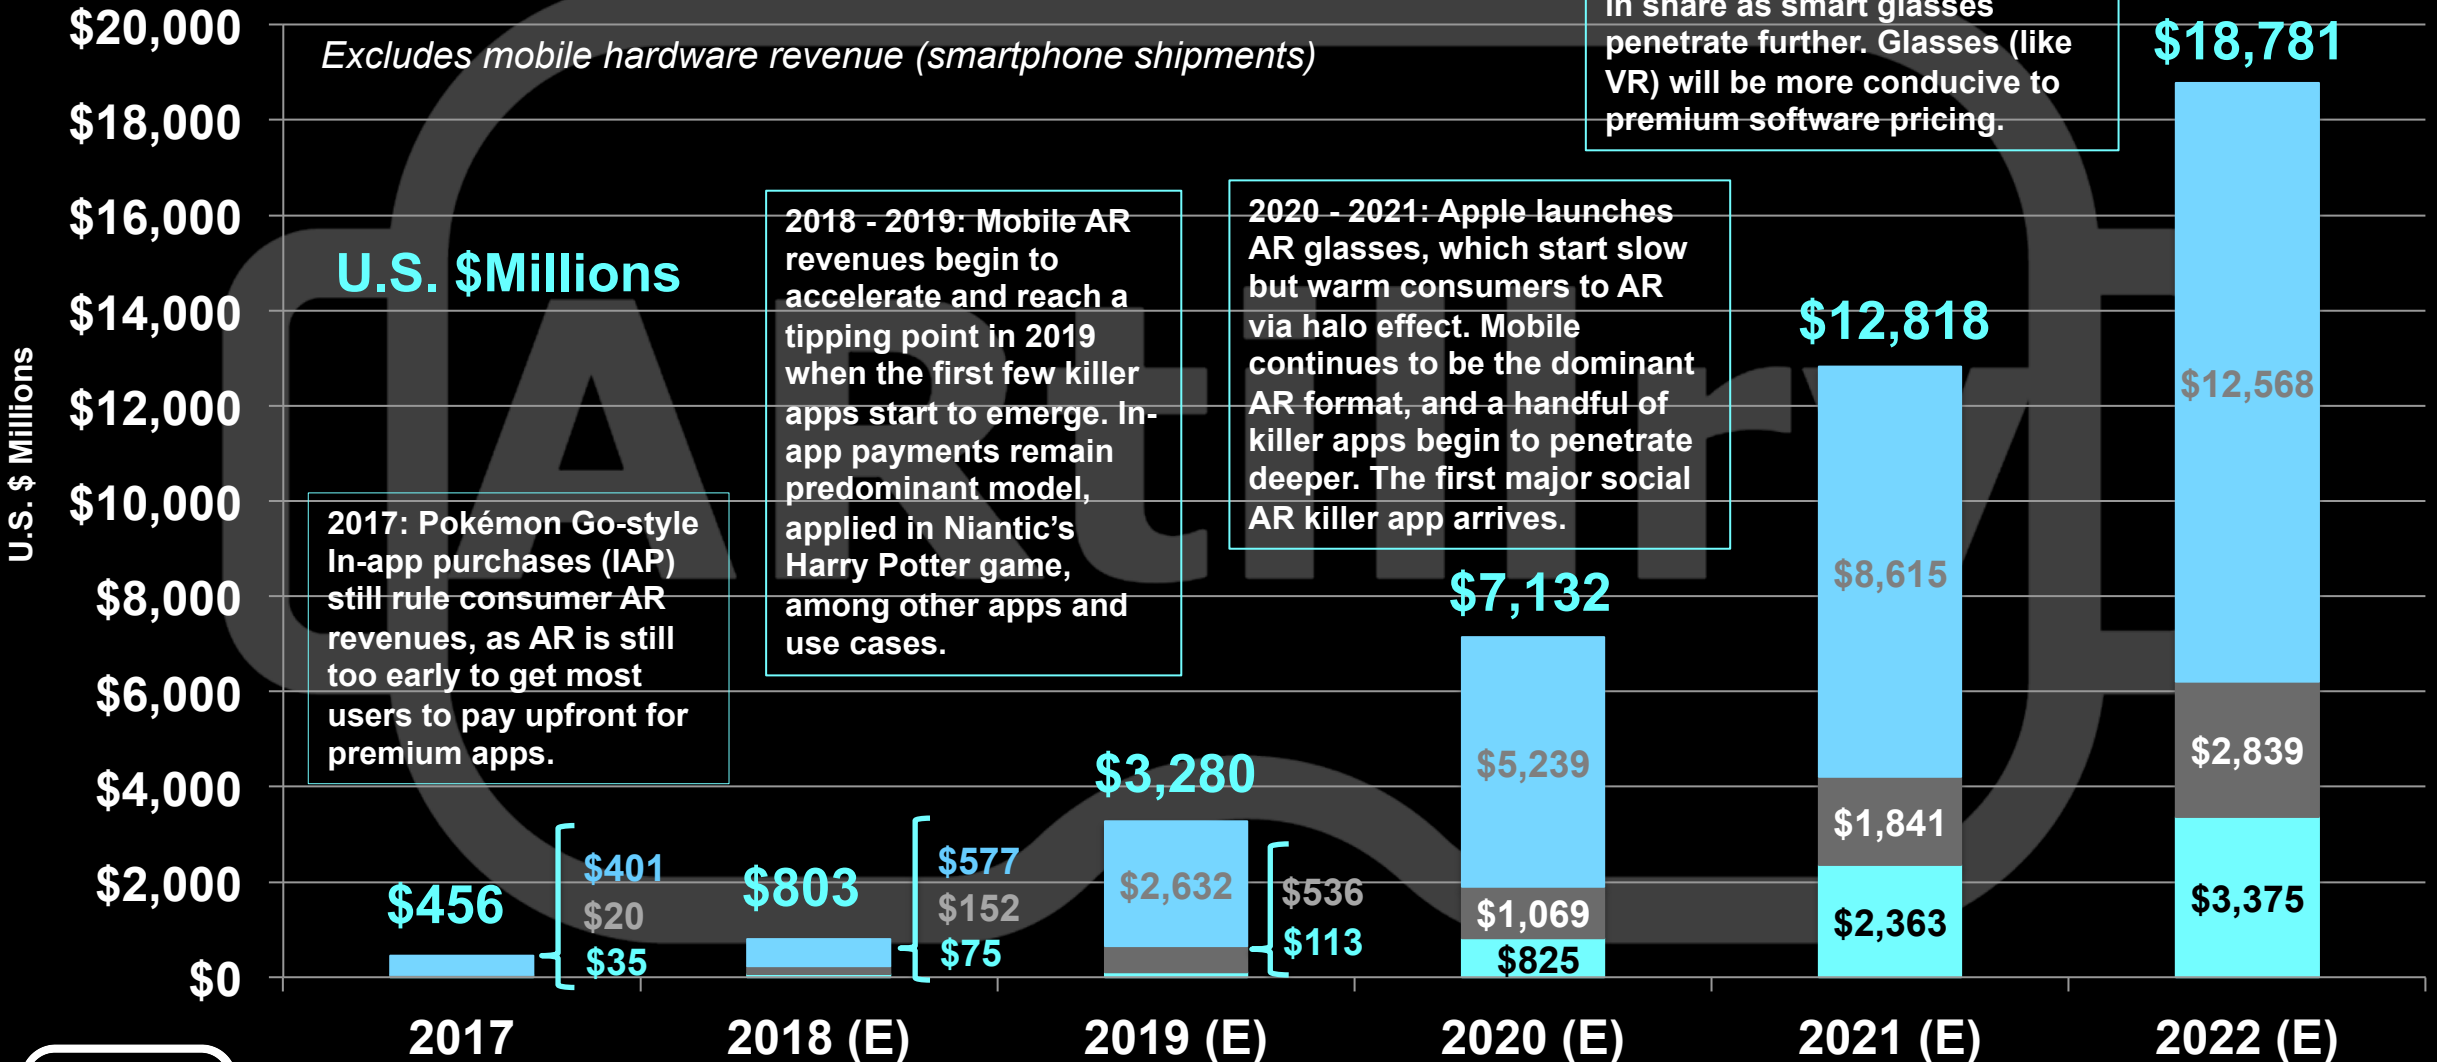 in share as smart glasses
penetrate further. Glasses (like
VR) will be more conducive to
premium software pricing.
Excludes mobile hardware revenue (smartphone shipments)
U.S. $Millions
U.S. $ Millions
$20,000
$18,000
$16,000
$14,000
$12,000
$10,000
$8,000
$6,000
$4,000
$2,000
$0
2017: Pokémon Go-style
In-app purchases (IAP)
still rule consumer AR
revenues, as AR is still
too early to get most
users to pay upfront for
premium apps.
2018 - 2019: Mobile AR
revenues begin to
accelerate and reach a
tipping point in 2019
when the first few killer
apps start to emerge. In-
app payments remain
predominant model,
applied in Niantic’s
Harry Potter game,
among other apps and
use cases.
2020 - 2021: Apple launches
AR glasses, which start slow
but warm consumers to AR
via halo effect. Mobile
continues to be the dominant
AR format, and a handful of
killer apps begin to penetrate
deeper. The first major social
AR killer app arrives.
ARtillry
$456
$401
$20
$35
$803
$577
$152
$75
$3,280
$2,632
$536
$113
$7,132
$5,239
$1,069
$825
$12,818
$8,615
$1,841
$2,363
$18,781
$12,568
$2,839
$3,375
2017
2018 (E)
2019 (E)
2020 (E)
2021 (E)
2022 (E)